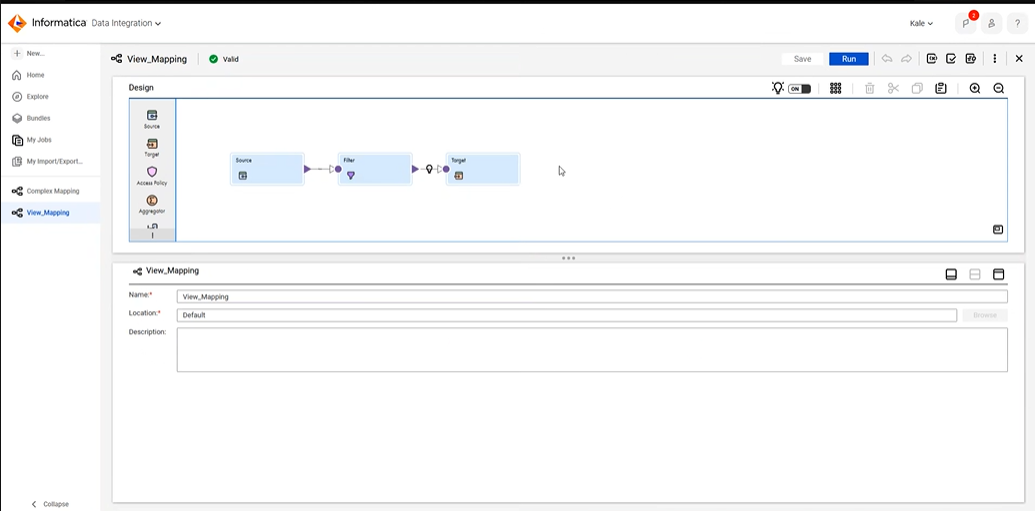 Informatica Data Integration
Kale
2
?
New...
Home
Explore
Bundles
My Jobs
My Import/Export...
Complex Mapping
View_Mapping
Collapse
View_Mapping
Valid
Save
Run
Design
ON
Source
Target
Access Policy
Aggregator
Source
Filter
Target
View_Mapping
Name:*
View_Mapping
Location:*
Default
Browse
Description: